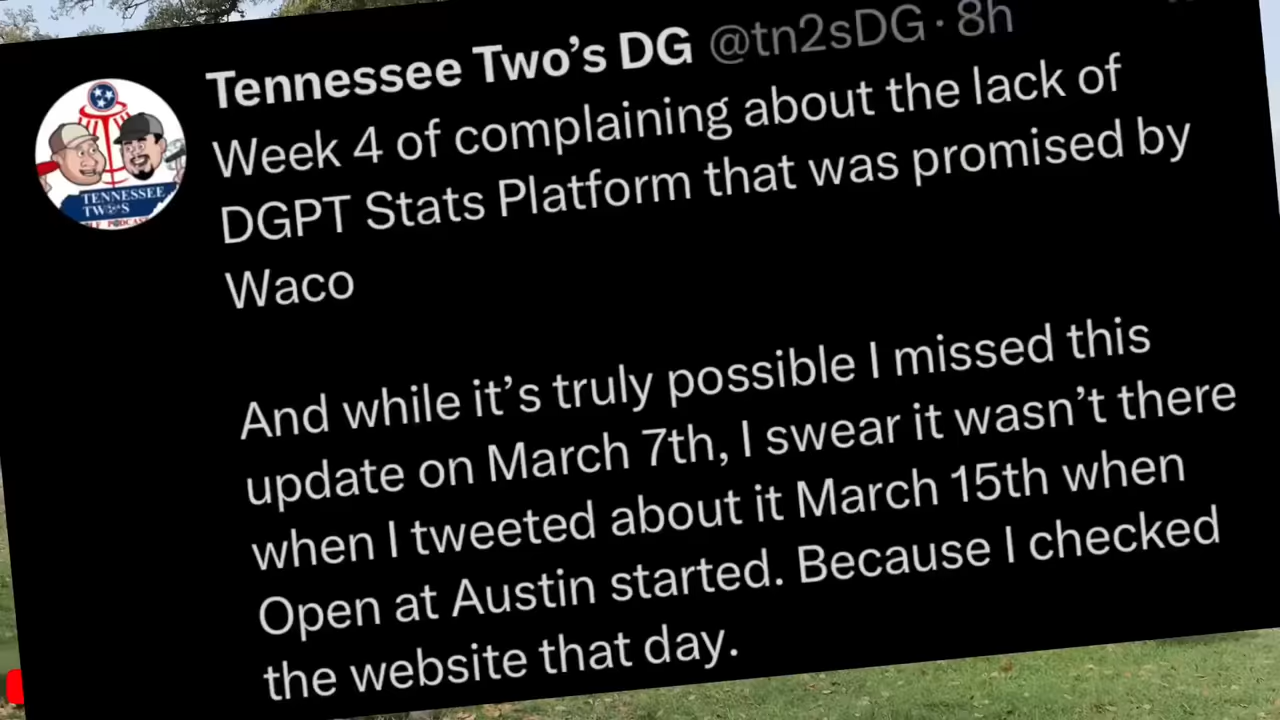 Tennessee Two’s DG @tn2sDG · 8h
Week 4 of complaining about the lack of
DGPT Stats Platform that was promised by
Waco
And while it’s truly possible I missed this
update on March 7th, I swear it wasn’t there
when I tweeted about it March 15th when
Open at Austin started. Because I checked
the website that day.
TENNESSEE
TWO'S